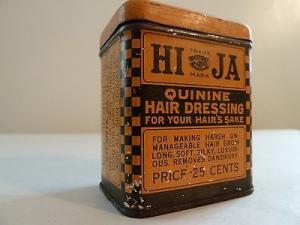 HI TRADE MARK JA
QUININE
HAIR DRESSING
FOR YOUR HAIR'S SAKE
FOR MAKING HARSH UN-
MANAGEABLE HAIR GROW
LONG, SOFT, SILKY, LUXURI-
OUS. REMOVES DANDRUFF
PRICE 25 CENTS